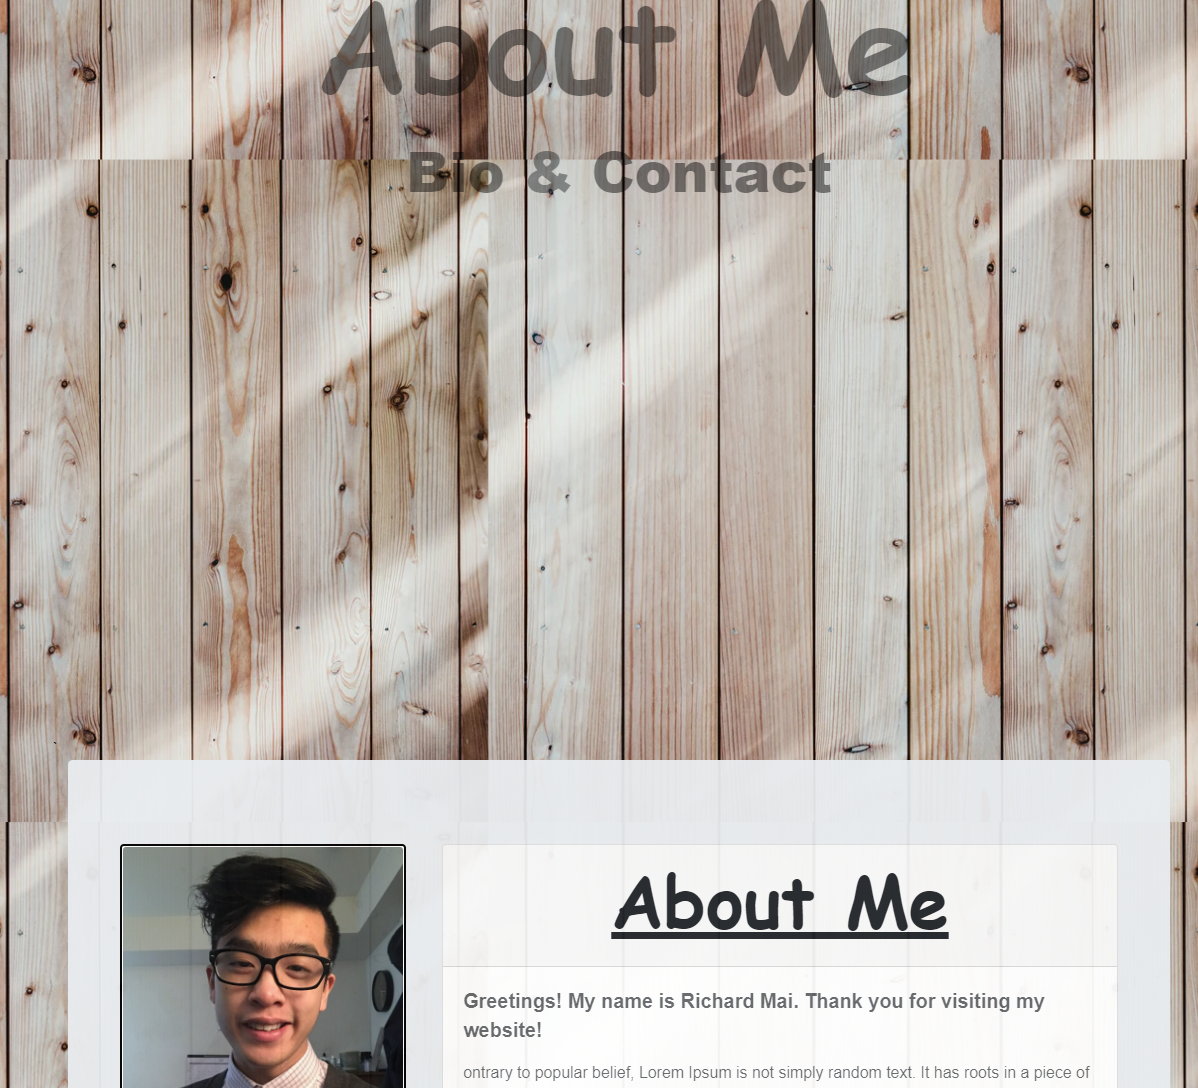 About Me
Bio & Contact
About Me
Greetings! My name is Richard Mai. Thank you for visiting my
website!
ontrary to popular belief, Lorem Ipsum is not simply random text. It has roots in a piece of